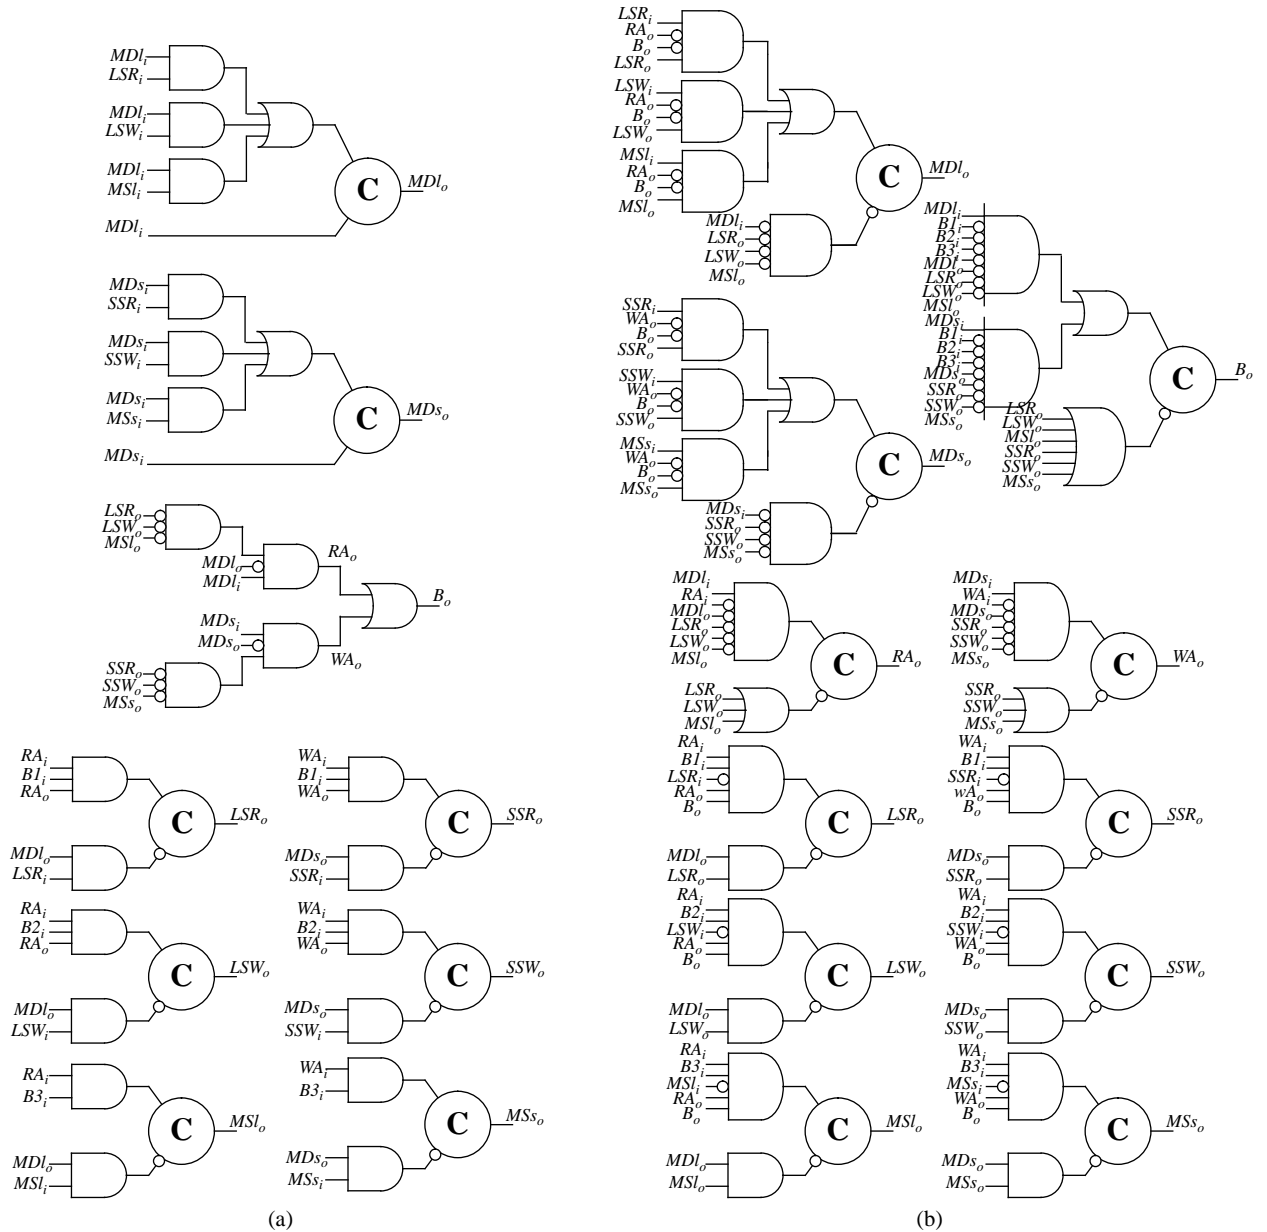 MDl_i
LSR_i
MDl_i
LSW_i
MDl_i
MSl_i
MDl_i
C
MDl_o
MDs_i
SSR_i
MDs_i
SSW_i
MDs_i
MSs_i
MDs_i
C
MDs_o
LSR_o
LSW_o
MSl_o
MDl_o
MDl_i
RA_o
MDs_i
MDs_o
WA_o
SSR_o
SSW_o
MSs_o
B_o
RA_i
B1_i
RA_o
MDl_o
LSR_i
C
LSR_o
WA_i
B1_i
WA_o
MDs_o
SSR_i
C
SSR_o
RA_i
B2_i
RA_o
MDl_o
LSW_i
C
LSW_o
WA_i
B2_i
WA_o
MDs_o
SSW_i
C
SSW_o
RA_i
B3_i
MDl_o
MSl_i
C
MSl_o
WA_i
B3_i
MDs_o
MSs_i
C
MSs_o
(a)
LSR_i
RA_o
B_o
LSR_o
LSW_i
RA_o
B_o
LSW_o
MSl_i
RA_o
B_o
MSl_o
MDl_i
LSR_o
LSW_o
MSl_o
C
MDl_o
SSR_i
WA_o
B_o
SSR_o
SSW_i
WA_o
B_o
SSW_o
MSs_i
WA_o
B_o
MSs_o
MDs_i
SSR_o
SSW_o
MSs_o
C
MDs_o
MDl_i
B1_i
B2_i
B3_i
MDl_o
LSR_o
LSW_o
MSl_o
MDs_i
B1_i
B2_i
B3_i
MDs_o
SSR_o
SSW_o
MSs_o
LSR_o
LSW_o
MSl_o
SSR_o
SSW_o
MSs_o
C
B_o
MDl_i
RA_i
MDl_o
LSR_o
LSW_o
MSl_o
LSR_o
LSW_o
MSl_o
C
RA_o
MDs_i
WA_i
MDs_o
SSR_o
SSW_o
MSs_o
SSR_o
SSW_o
MSs_o
C
WA_o
RA_i
B1_i
LSR_i
RA_o
B_o
MDl_o
LSR_o
C
LSR_o
WA_i
B1_i
SSR_i
wA_o
B_o
MDs_o
SSR_o
C
SSR_o
RA_i
B2_i
LSW_i
RA_o
B_o
MDl_o
LSW_o
C
LSW_o
WA_i
B2_i
SSW_i
WA_o
B_o
MDs_o
SSW_o
C
SSW_o
RA_i
B3_i
MSl_i
RA_o
B_o
MDl_o
MSl_o
C
MSl_o
WA_i
B3_i
MSs_i
WA_o
B_o
MDs_o
MSs_o
C
MSs_o
(b)